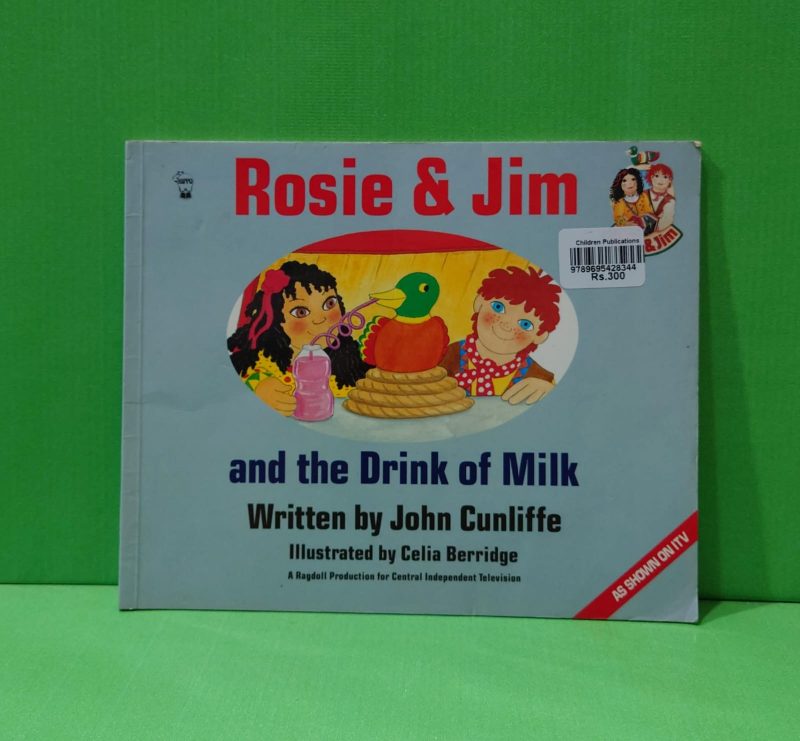 Rosie & Jim
& Jim
Children Publications
9789695428344
Rs.300
and the Drink of Milk
Written by John Cunliffe
Illustrated by Celia Berridge
A Ragdoll Production for Central Independent Television
AS SHOWN ON ITV